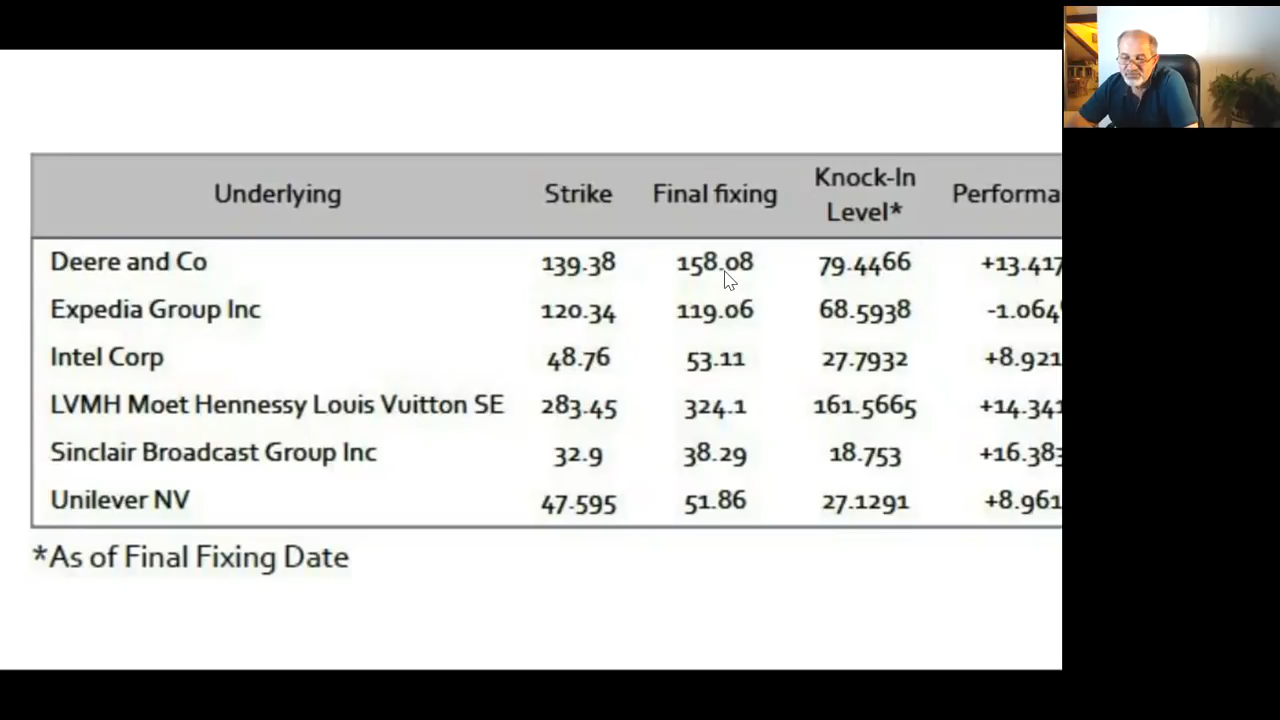 Underlying Strike Final fixing Knock-In Level* Performa
Deere and Co 139.38 158.08 79.4466 +13.417
Expedia Group Inc 120.34 119.06 68.5938 -1.064
Intel Corp 48.76 53.11 27.7932 +8.921
LVMH Moet Hennessy Louis Vuitton SE 283.45 324.1 161.5665 +14.341
Sinclair Broadcast Group Inc 32.9 38.29 18.753 +16.383
Unilever NV 47.595 51.86 27.1291 +8.961
*As of Final Fixing Date